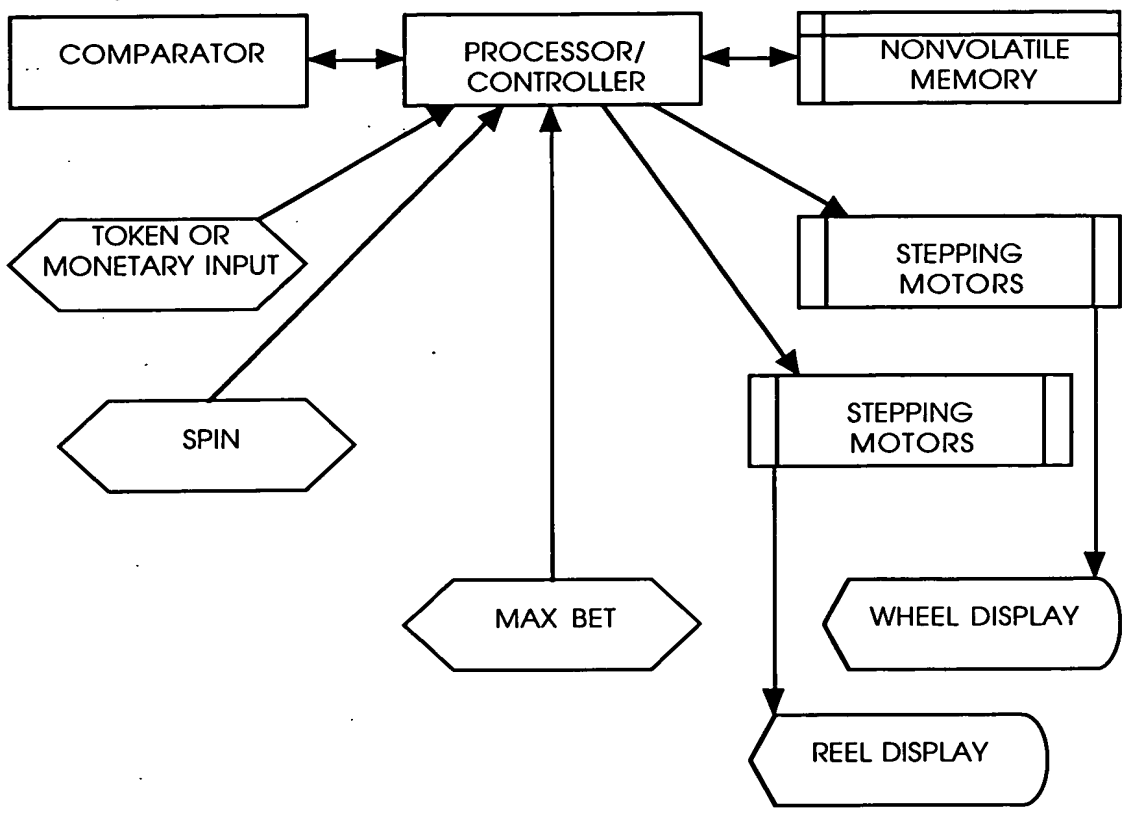 COMPARATOR
PROCESSOR/
CONTROLLER
NONVOLATILE
MEMORY
TOKEN OR
MONETARY INPUT
STEPPING
MOTORS
SPIN
STEPPING
MOTORS
MAX BET
WHEEL DISPLAY
REEL DISPLAY